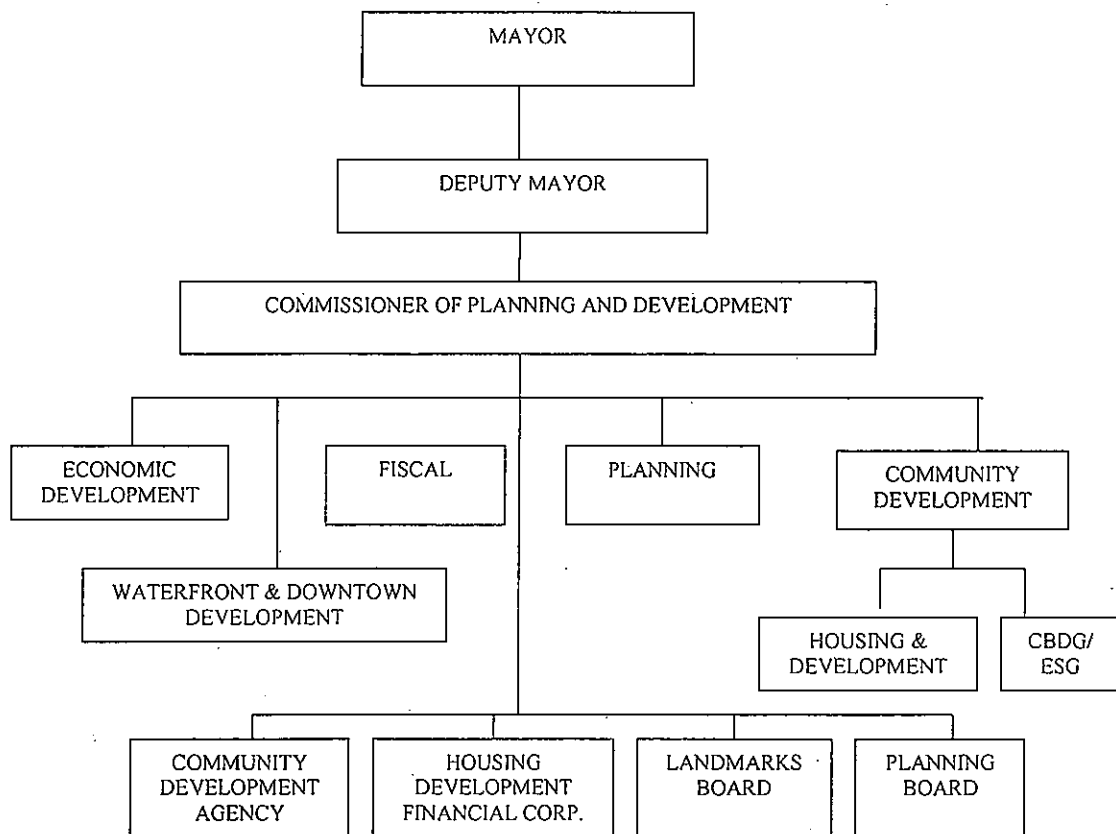 MAYOR
DEPUTY MAYOR
COMMISSIONER OF PLANNING AND DEVELOPMENT
ECONOMIC
DEVELOPMENT
FISCAL
PLANNING
COMMUNITY
DEVELOPMENT
WATERFRONT & DOWNTOWN
DEVELOPMENT
HOUSING &
DEVELOPMENT
CBDG/
ESG
COMMUNITY
DEVELOPMENT
AGENCY
HOUSING
DEVELOPMENT
FINANCIAL CORP.
LANDMARKS
BOARD
PLANNING
BOARD